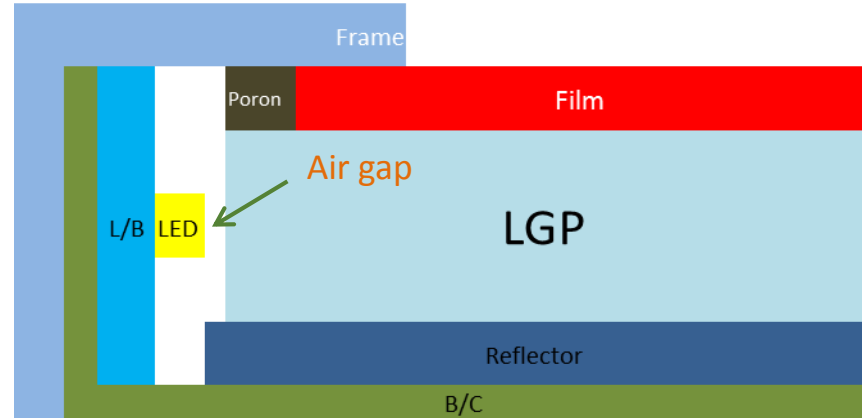 Frame
Poron
Film
Air gap
L/B
LED
LGP
Reflector
B/C